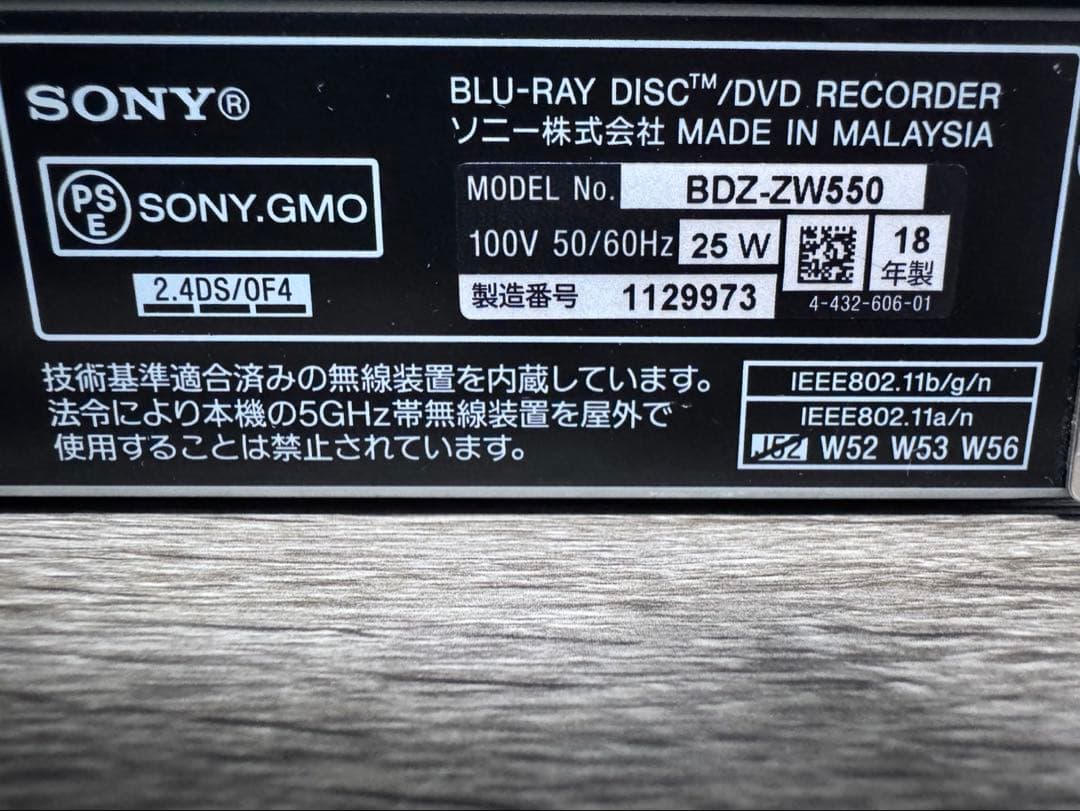 SONY®
BLU-RAY DISC™/DVD RECORDER
ソニー株式会社 MADE IN MALAYSIA
PS
E
SONY.GMO
MODEL No. BDZ-ZW550
100V 50/60Hz 25 W
18
年製
2.4DS/OF4
製造番号 1129973
4-432-606-01
技術基準適合済みの無線装置を内蔵しています。
法令により本機の5GHz帯無線装置を屋外で
使用することは禁止されています。
IEEE802.11b/g/n
IEEE802.11a/n
J52 W52 W53 W56